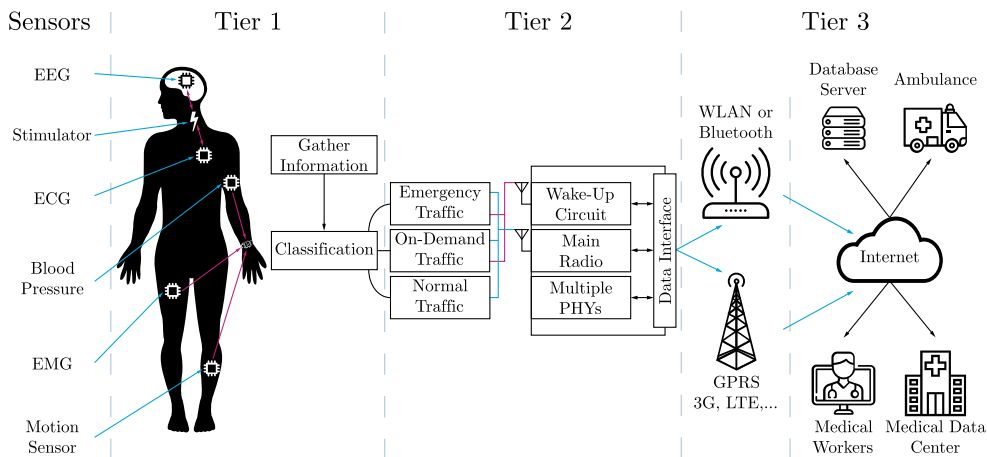 Sensors
Tier 1
Tier 2
Tier 3
EEG
Stimulator
ECG
Blood
Pressure
EMG
Motion
Sensor
Gather
Information
Classification
Emergency
Traffic
On-Demand
Traffic
Normal
Traffic
Wake-Up
Circuit
Main
Radio
Multiple
PHYs
Data Interface
WLAN or
Bluetooth
GPRS
3G, LTE,...
Database
Server
Ambulance
Internet
Medical
Workers
Medical Data
Center